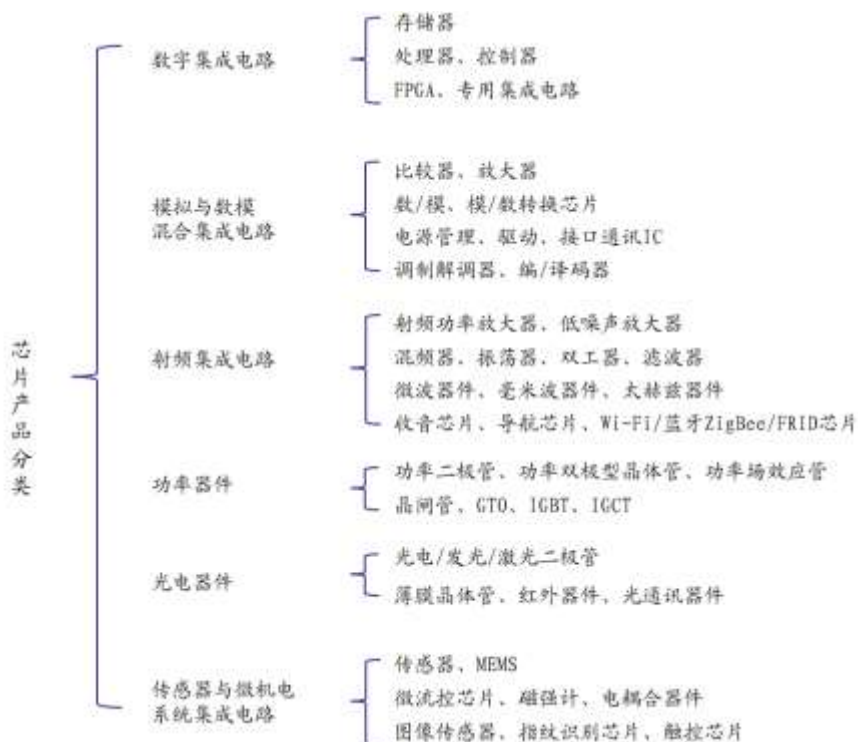 芯片产品分类
数字集成电路
存储器
处理器、控制器
FPGA、专用集成电路
模拟与数模
混合集成电路
比较器、放大器
数/模、模/数转换芯片
电源管理、驱动、接口通讯IC
调制解调器、编/译码器
射频集成电路
射频功率放大器、低噪声放大器
混频器、振荡器、双工器、滤波器
微波器件、毫米波器件、太赫兹器件
收音芯片、导航芯片、Wi-Fi/蓝牙ZigBee/FRID芯片
功率器件
功率二极管、功率双极型晶体管、功率场效应管
晶闸管、GTO、IGBT、IGCT
光电器件
光电/发光/激光二极管
薄膜晶体管、红外器件、光通讯器件
传感器与微机电
系统集成电路
传感器、MEMS
微流控芯片、磁强计、电耦合器件
图像传感器、指纹识别芯片、触控芯片